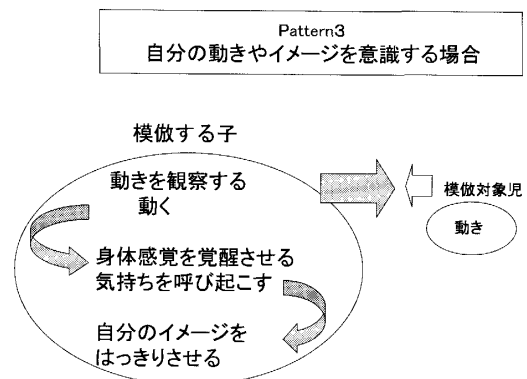 Pattern3
自分の動きやイメージを意識する場合
模倣する子
動きを観察する
動く
身体感覚を覚醒させる
気持ちを呼び起こす
自分のイメージを
はっきりさせる
模倣対象児
動き